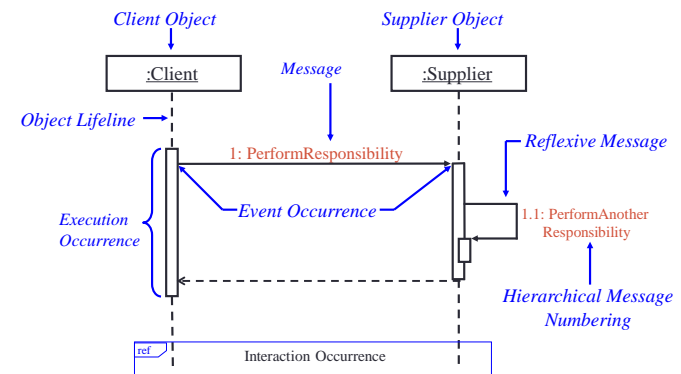 Client Object
Supplier Object
:Client
Message
:Supplier
Object Lifeline
1: PerformResponsibility
Reflexive Message
Event Occurrence
1.1: PerformAnother
Responsibility
Execution
Occurrence
Hierarchical Message
Numbering
ref
Interaction Occurrence